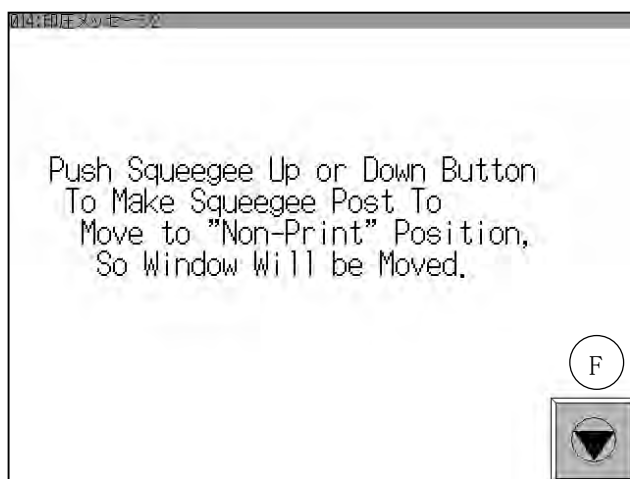 014:印圧メッセージ2
Push Squeegee Up or Down Button
To Make Squeegee Post To
Move to ”Non-Print” Position,
So Window Will be Moved.
F